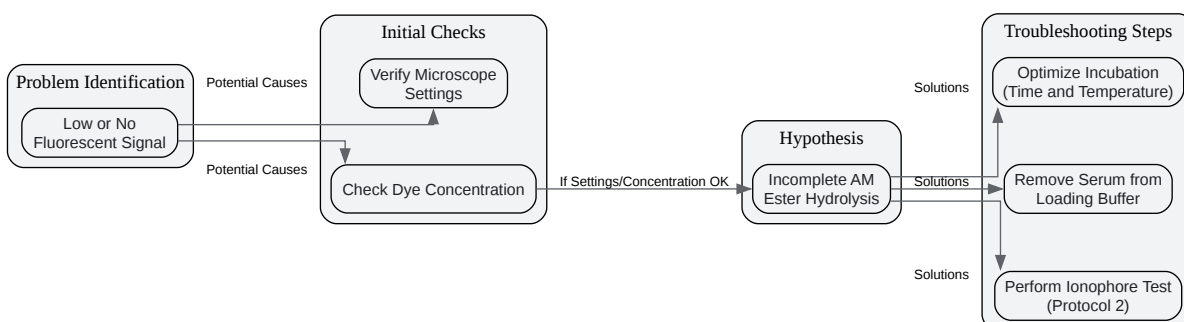 Problem Identification
Low or No
Fluorescent Signal
Potential Causes
Potential Causes
Initial Checks
Verify Microscope
Settings
Check Dye Concentration
If Settings/Concentration OK
Hypothesis
Incomplete AM
Ester Hydrolysis
Solutions
Solutions
Solutions
Troubleshooting Steps
Optimize Incubation
(Time and Temperature)
Remove Serum from
Loading Buffer
Perform Ionophore Test
(Protocol 2)